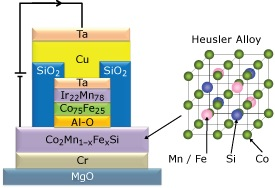 Ta
Cu
SiO₂
SiO₂
Ta
Ir₂₂Mn₇₈
Co₇₅Fe₂₅
Al-O
Co₂Mn₁₋ₓFeₓSi
Cr
MgO
Heusler Alloy
Mn / Fe
Si
Co